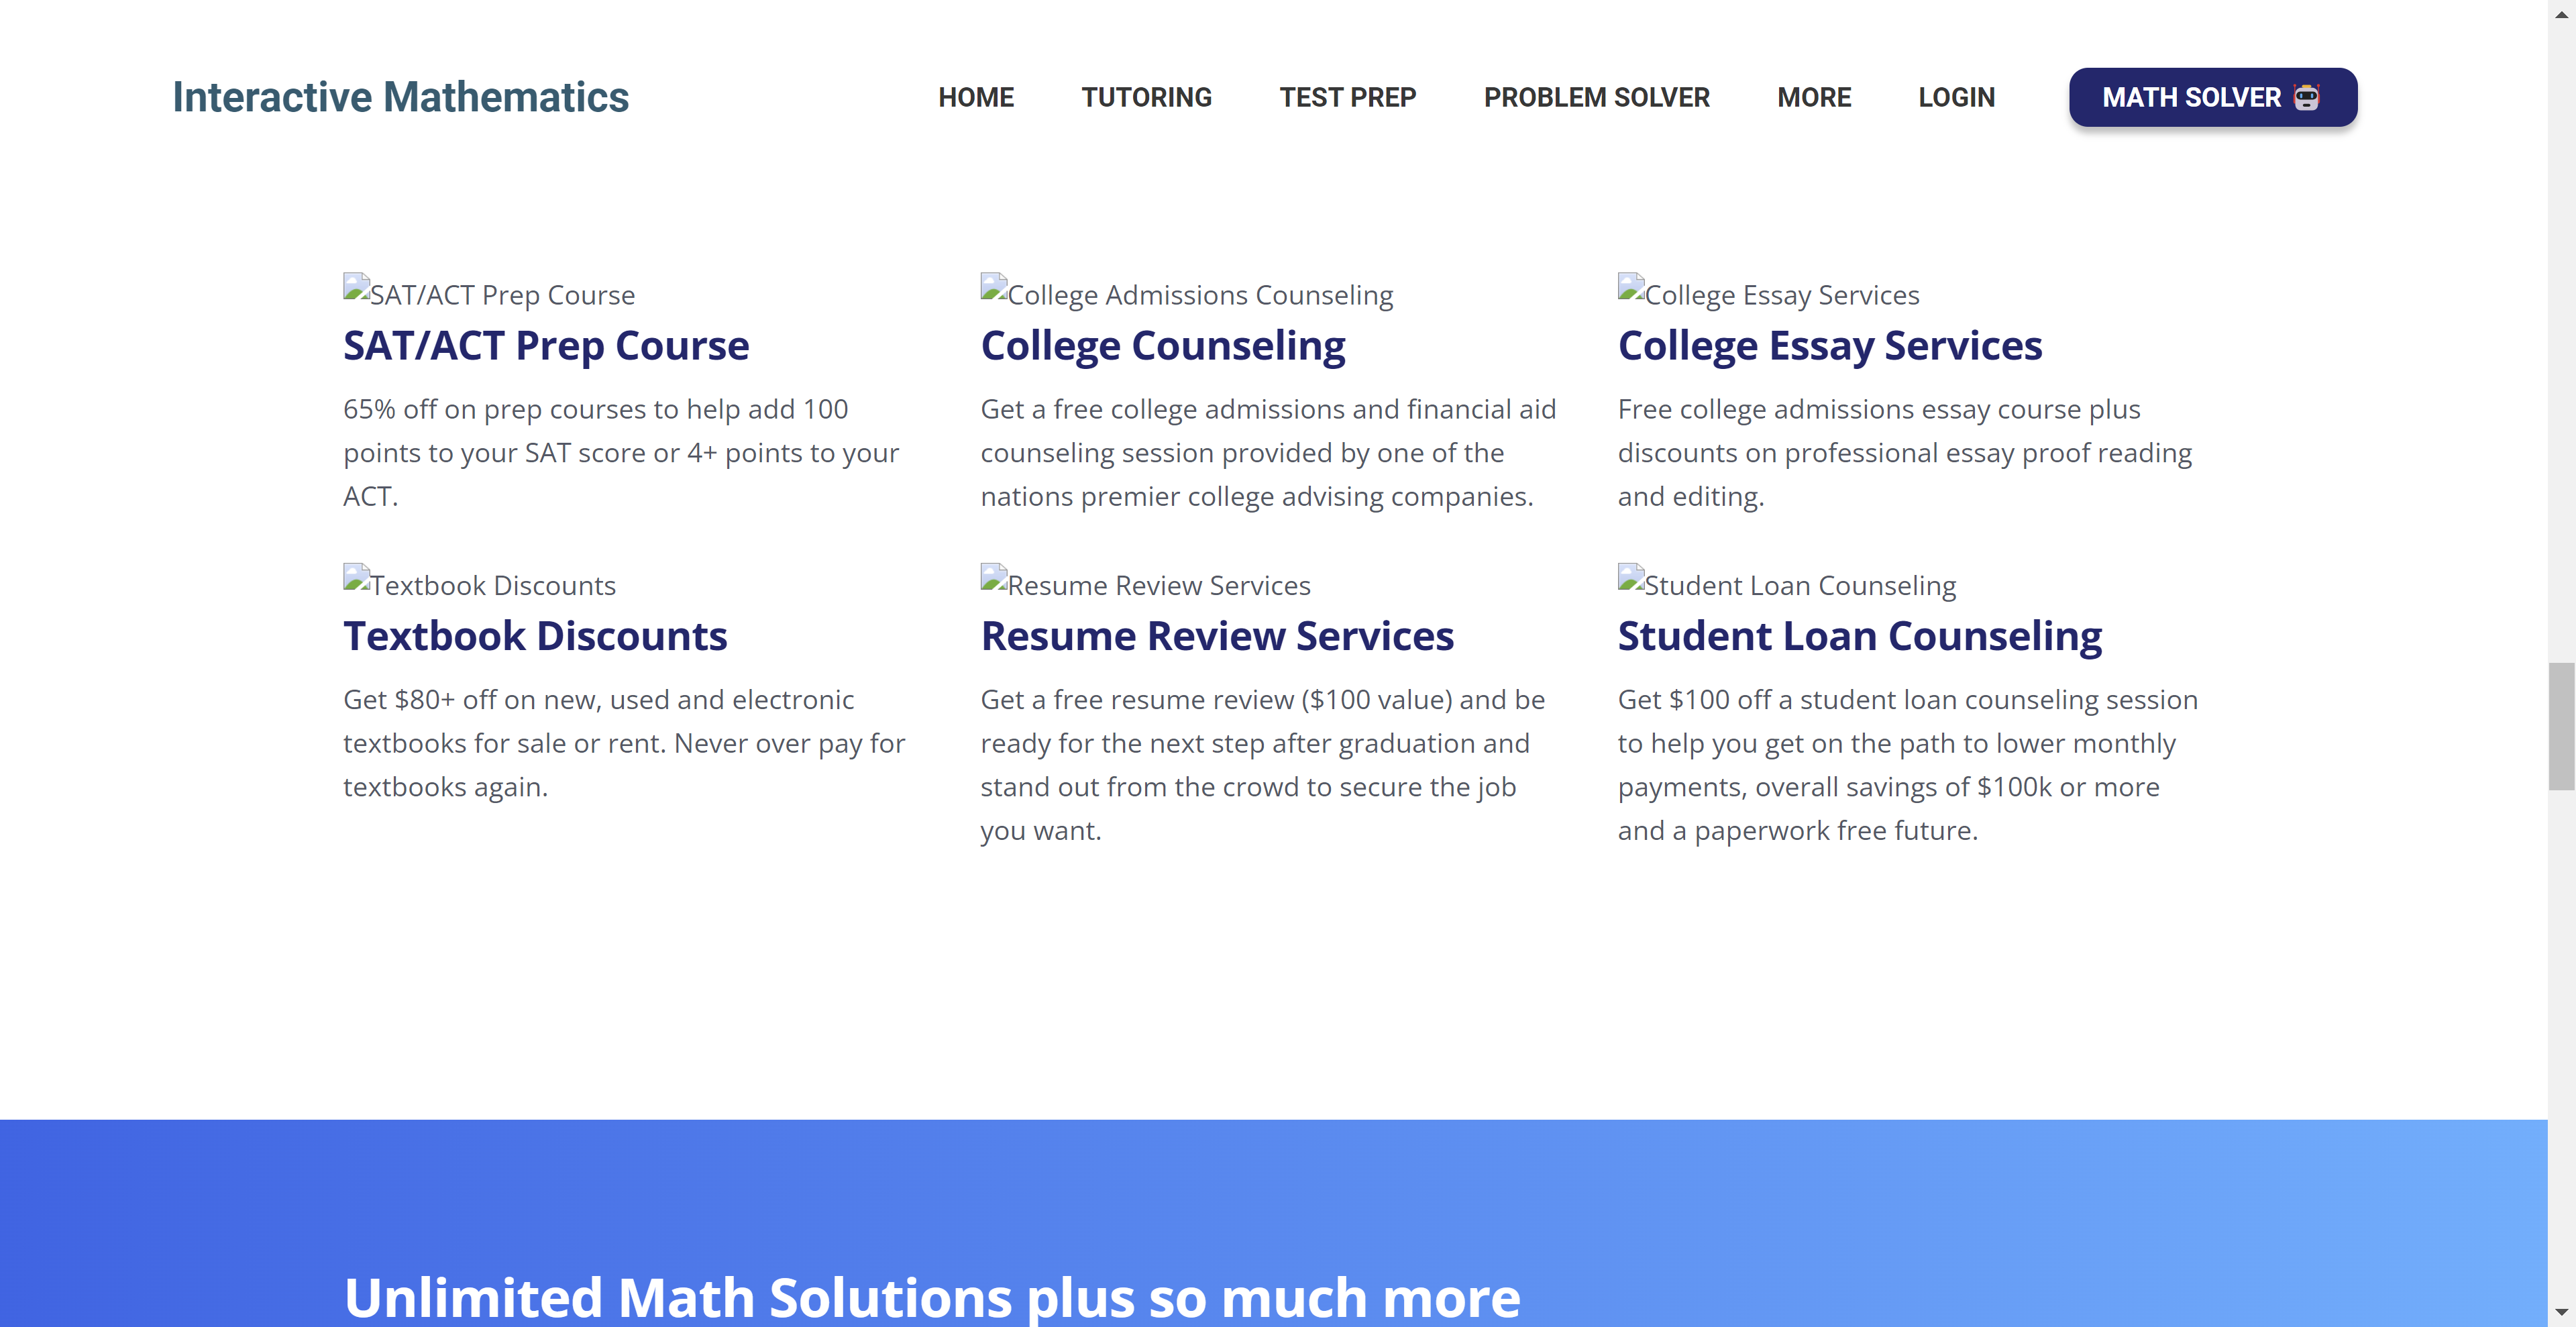 Interactive Mathematics
HOME TUTORING TEST PREP PROBLEM SOLVER MORE LOGIN MATH SOLVER
SAT/ACT Prep Course
SAT/ACT Prep Course
65% off on prep courses to help add 100
points to your SAT score or 4+ points to your
ACT.
College Admissions Counseling
College Counseling
Get a free college admissions and financial aid
counseling session provided by one of the
nations premier college advising companies.
College Essay Services
College Essay Services
Free college admissions essay course plus
discounts on professional essay proof reading
and editing.
Textbook Discounts
Textbook Discounts
Get $80+ off on new, used and electronic
textbooks for sale or rent. Never over pay for
textbooks again.
Resume Review Services
Resume Review Services
Get a free resume review ($100 value) and be
ready for the next step after graduation and
stand out from the crowd to secure the job
you want.
Student Loan Counseling
Student Loan Counseling
Get $100 off a student loan counseling session
to help you get on the path to lower monthly
payments, overall savings of $100k or more
and a paperwork free future.
Unlimited Math Solutions plus so much more